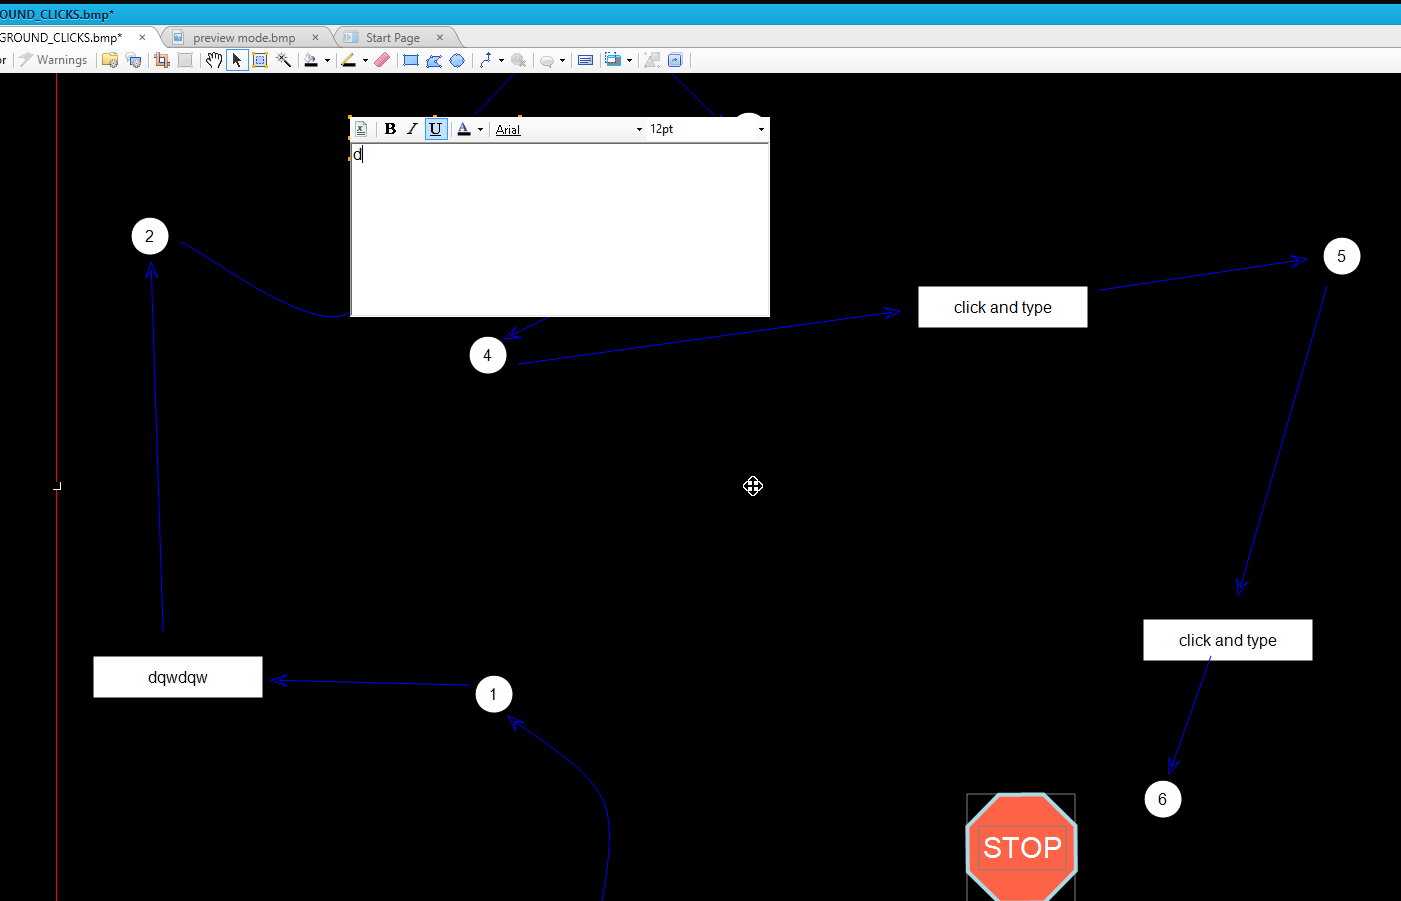 OUND_CLICKS.bmp*
GROUND_CLICKS.bmp*
preview mode.bmp
Start Page
or
Warnings
B I U A Arial 12pt
d
2
5
click and type
4
click and type
dqwdqw
1
6
STOP